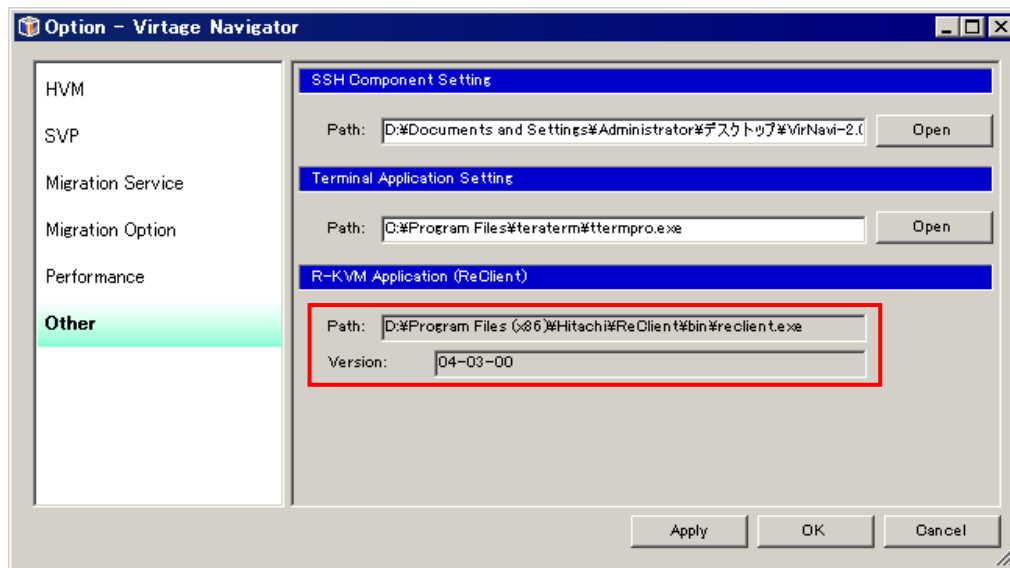 Option - Virtage Navigator
HVM
SVP
Migration Service
Migration Option
Performance
Other
SSH Component Setting
Path: D:¥Documents and Settings¥Administrator¥デスクトップ¥VirNavi-2.0 Open
Terminal Application Setting
Path: C:¥Program Files¥teraterm¥ttermpro.exe Open
R-KVM Application (ReClient)
Path: D:¥Program Files (x86)¥Hitachi¥ReClient¥bin¥reclient.exe
Version: 04-03-00
Apply OK Cancel